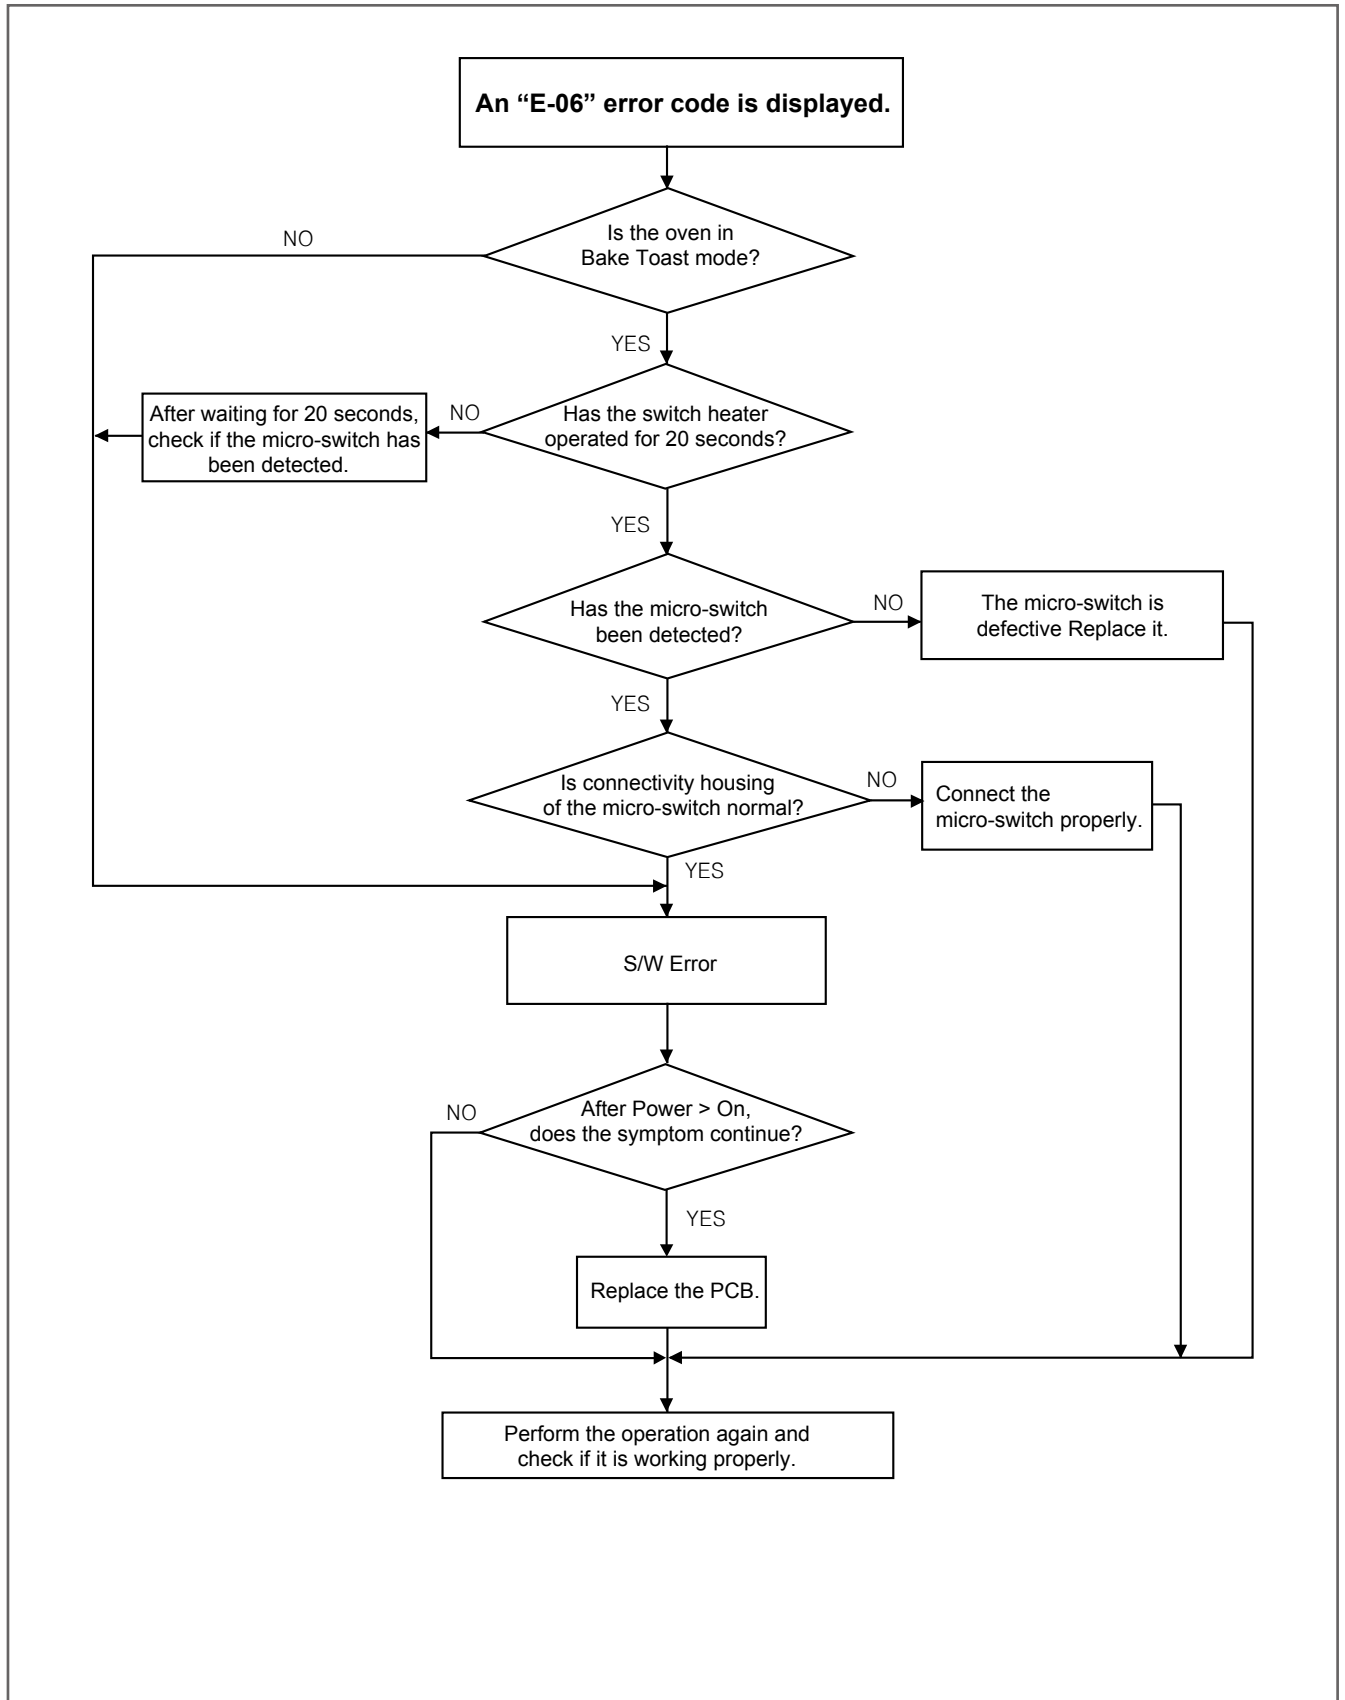 An “E-06” error code is displayed.
Is the oven in
Bake Toast mode?
NO
YES
Has the switch heater
operated for 20 seconds?
NO
After waiting for 20 seconds,
check if the micro-switch has
been detected.
YES
Has the micro-switch
been detected?
NO
The micro-switch is
defective Replace it.
YES
Is connectivity housing
of the micro-switch normal?
NO
Connect the
micro-switch properly.
YES
S/W Error
After Power > On,
does the symptom continue?
NO
YES
Replace the PCB.
Perform the operation again and
check if it is working properly.